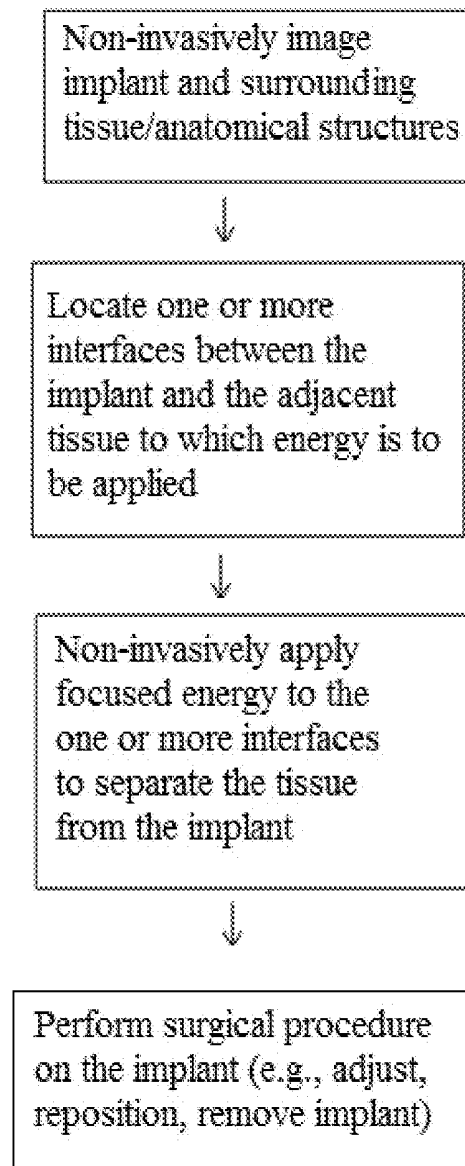 Non-invasively image
implant and surrounding
tissue/anatomical structures
Locate one or more
interfaces between the
implant and the adjacent
tissue to which energy is to
be applied
Non-invasively apply
focused energy to the
one or more interfaces
to separate the tissue
from the implant
Perform surgical procedure
on the implant (e.g., adjust,
reposition, remove implant)